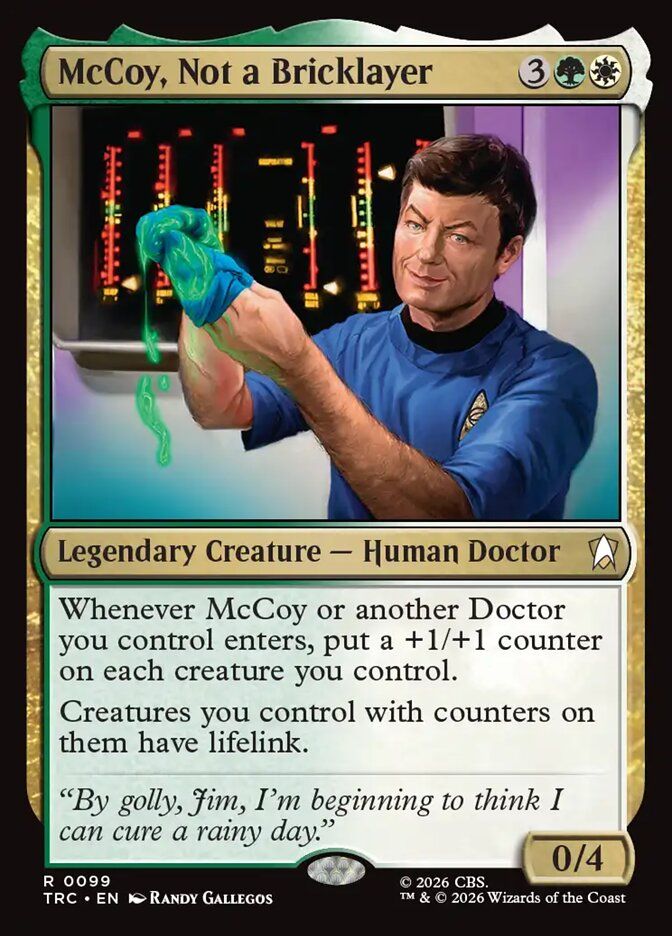 McCoy, Not a Bricklayer 3
Legendary Creature — Human Doctor
Whenever McCoy or another Doctor
you control enters, put a +1/+1 counter
on each creature you control.
Creatures you control with counters on
them have lifelink.
“By golly, Jim, I’m beginning to think I
can cure a rainy day.”
0/4
R 0099
TRC • EN Randy Gallegos
© 2026 CBS.
™ & © 2026 Wizards of the Coast